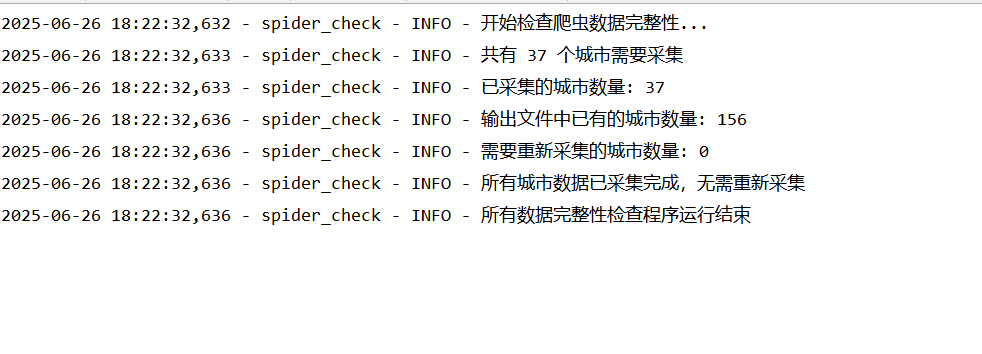 2025-06-26 18:22:32,632 - spider_check - INFO - 开始检查爬虫数据完整性...
2025-06-26 18:22:32,633 - spider_check - INFO - 共有 37 个城市需要采集
2025-06-26 18:22:32,633 - spider_check - INFO - 已采集的城市数量: 37
2025-06-26 18:22:32,636 - spider_check - INFO - 输出文件中已有的城市数量: 156
2025-06-26 18:22:32,636 - spider_check - INFO - 需要重新采集的城市数量: 0
2025-06-26 18:22:32,636 - spider_check - INFO - 所有城市数据已采集完成，无需重新采集
2025-06-26 18:22:32,636 - spider_check - INFO - 所有数据完整性检查程序运行结束